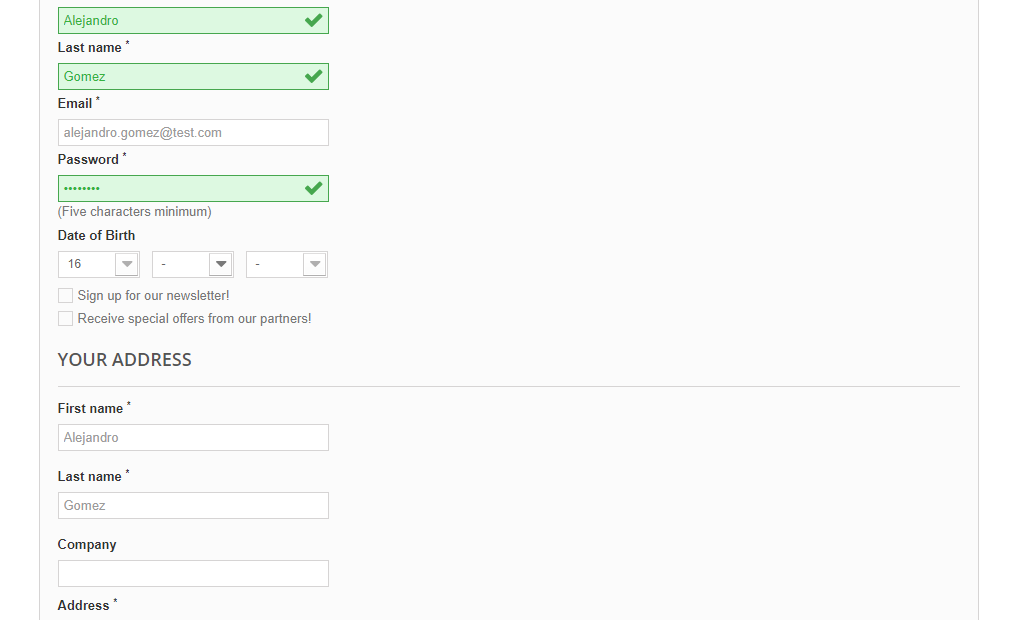 Alejandro
Last name *
Gomez
Email *
alejandro.gomez@test.com
Password *
••••••••
(Five characters minimum)
Date of Birth
16 - -
Sign up for our newsletter!
Receive special offers from our partners!
YOUR ADDRESS
First name *
Alejandro
Last name *
Gomez
Company
Address *